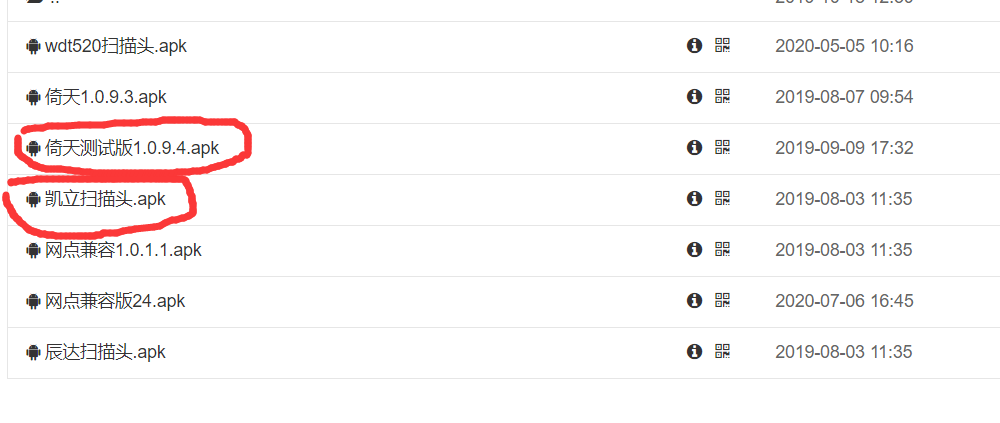 wdt520扫描头.apk 2020-05-05 10:16
倚天1.0.9.3.apk 2019-08-07 09:54
倚天测试版1.0.9.4.apk 2019-09-09 17:32
凯立扫描头.apk 2019-08-03 11:35
网点兼容1.0.1.1.apk 2019-08-03 11:35
网点兼容版24.apk 2020-07-06 16:45
辰达扫描头.apk 2019-08-03 11:35